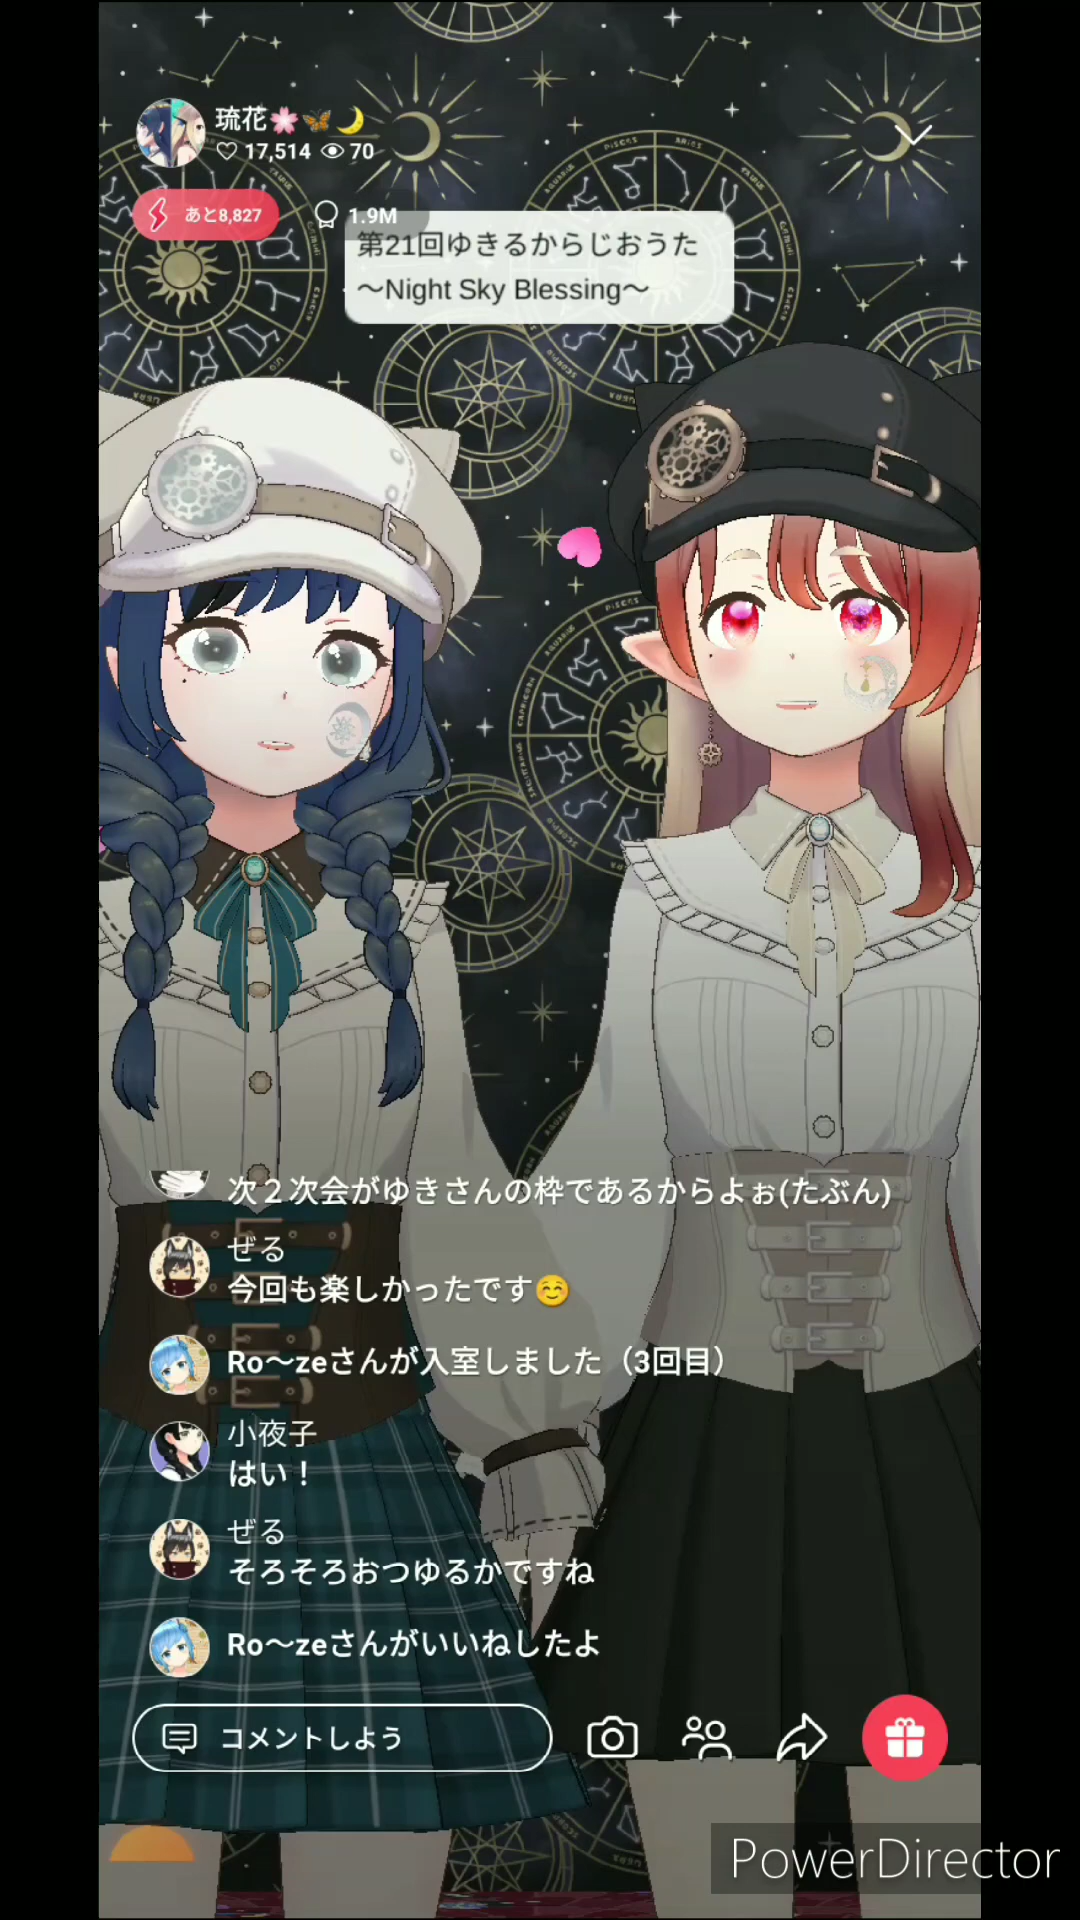 琉花🌸🦋🌙
17,514 70
あと8,827
1.9M
第21回ゆきるからじおうた
～Night Sky Blessing～
次２次会がゆきさんの枠であるからよぉ(たぶん)
ぜる
今回も楽しかったです☺️
Ro～zeさんが入室しました（3回目）
小夜子
はい！
ぜる
そろそろおつゆるかですね
Ro～zeさんがいいねしたよ
コメントしよう
PowerDirector